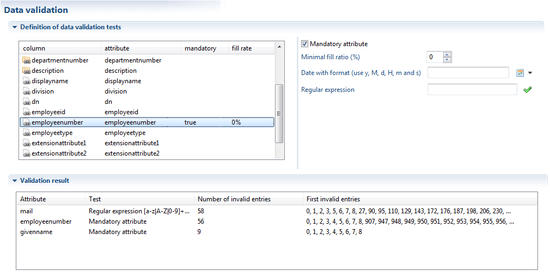 Data validation
Definition of data validation tests
column attribute mandatory fill rate
departmentnumber departmentnumber
description description
displayname displayname
division division
dn dn
employeeid employeeid
employeenumber employeenumber true 0%
employeetype employeetype
extensionattribute1 extensionattribute1
extensionattribute2 extensionattribute2
Mandatory attribute
Minimal fill ratio (%) 0
Date with format (use y, M, d, H, m and s)
Regular expression
Validation result
Attribute Test Number of invalid entries First invalid entries
mail Regular expression [a-z|A-Z|0-9]+... 58 0, 1, 2, 3, 5, 6, 7, 8, 27, 90, 95, 110, 129, 143, 172, 176, 187, 198, 206, 230, ...
employeenumber Mandatory attribute 56 0, 1, 2, 3, 4, 5, 6, 7, 8, 907, 947, 948, 949, 950, 951, 952, 953, 954, 955, 956, ...
givenname Mandatory attribute 9 0, 1, 2, 3, 4, 5, 6, 7, 8